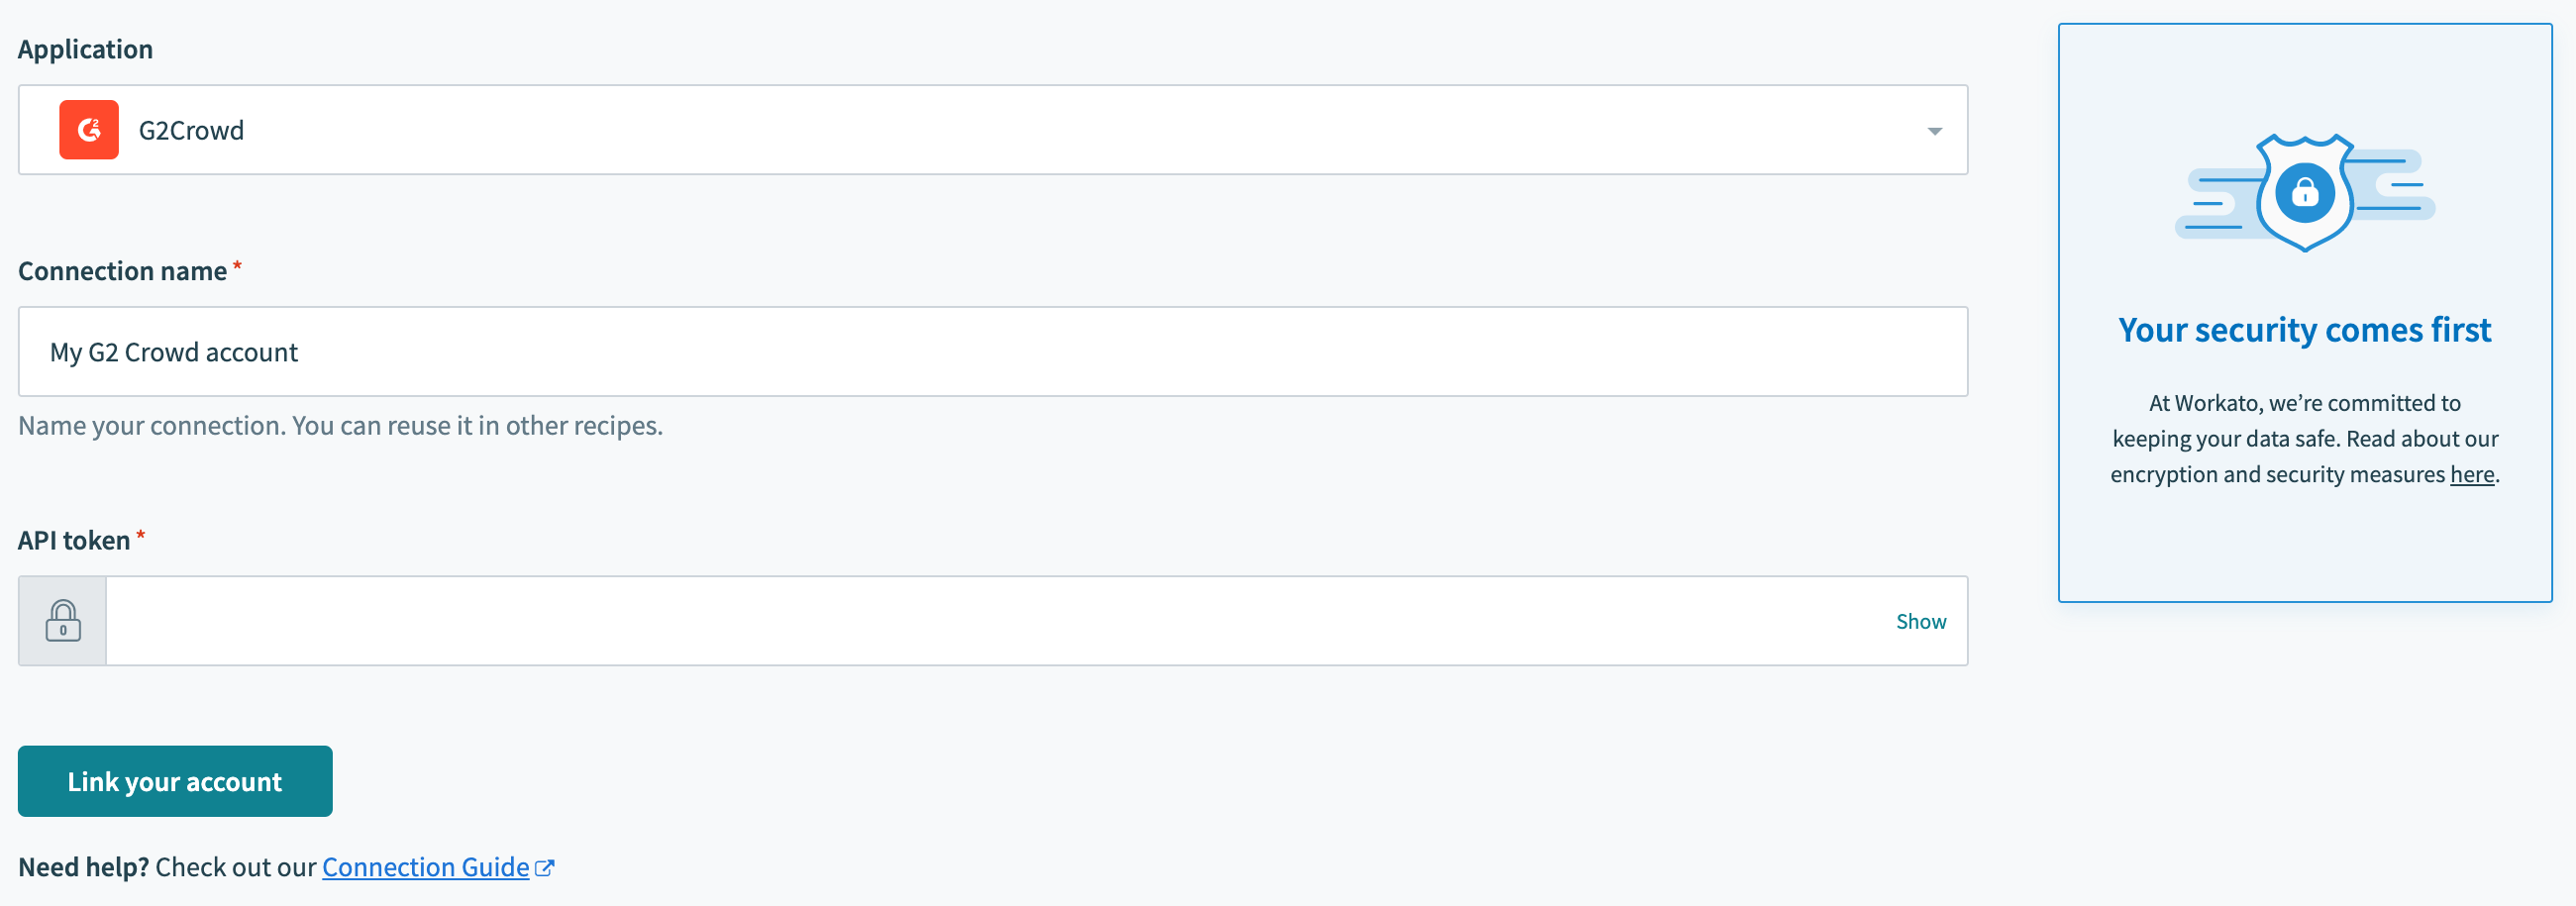 Application
G2Crowd
Connection name *
My G2 Crowd account
Name your connection. You can reuse it in other recipes.
API token *
Show
Link your account
Need help? Check out our Connection Guide
Your security comes first
At Workato, we’re committed to
keeping your data safe. Read about our
encryption and security measures here.